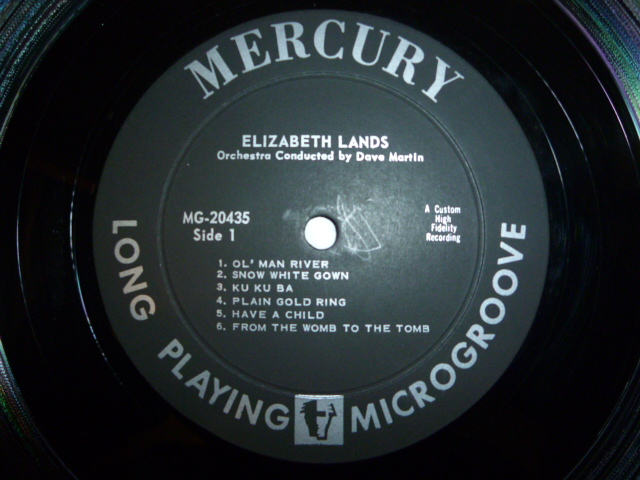 MERCURY
ELIZABETH LANDS
Orchestra Conducted by Dave Martin
MG-20435
Side 1
A Custom
High
Fidelity
Recording
1. OL' MAN RIVER
2. SNOW WHITE GOWN
3. KU KU BA
4. PLAIN GOLD RING
5. HAVE A CHILD
6. FROM THE WOMB TO THE TOMB
LONG PLAYING MICROGROOVE